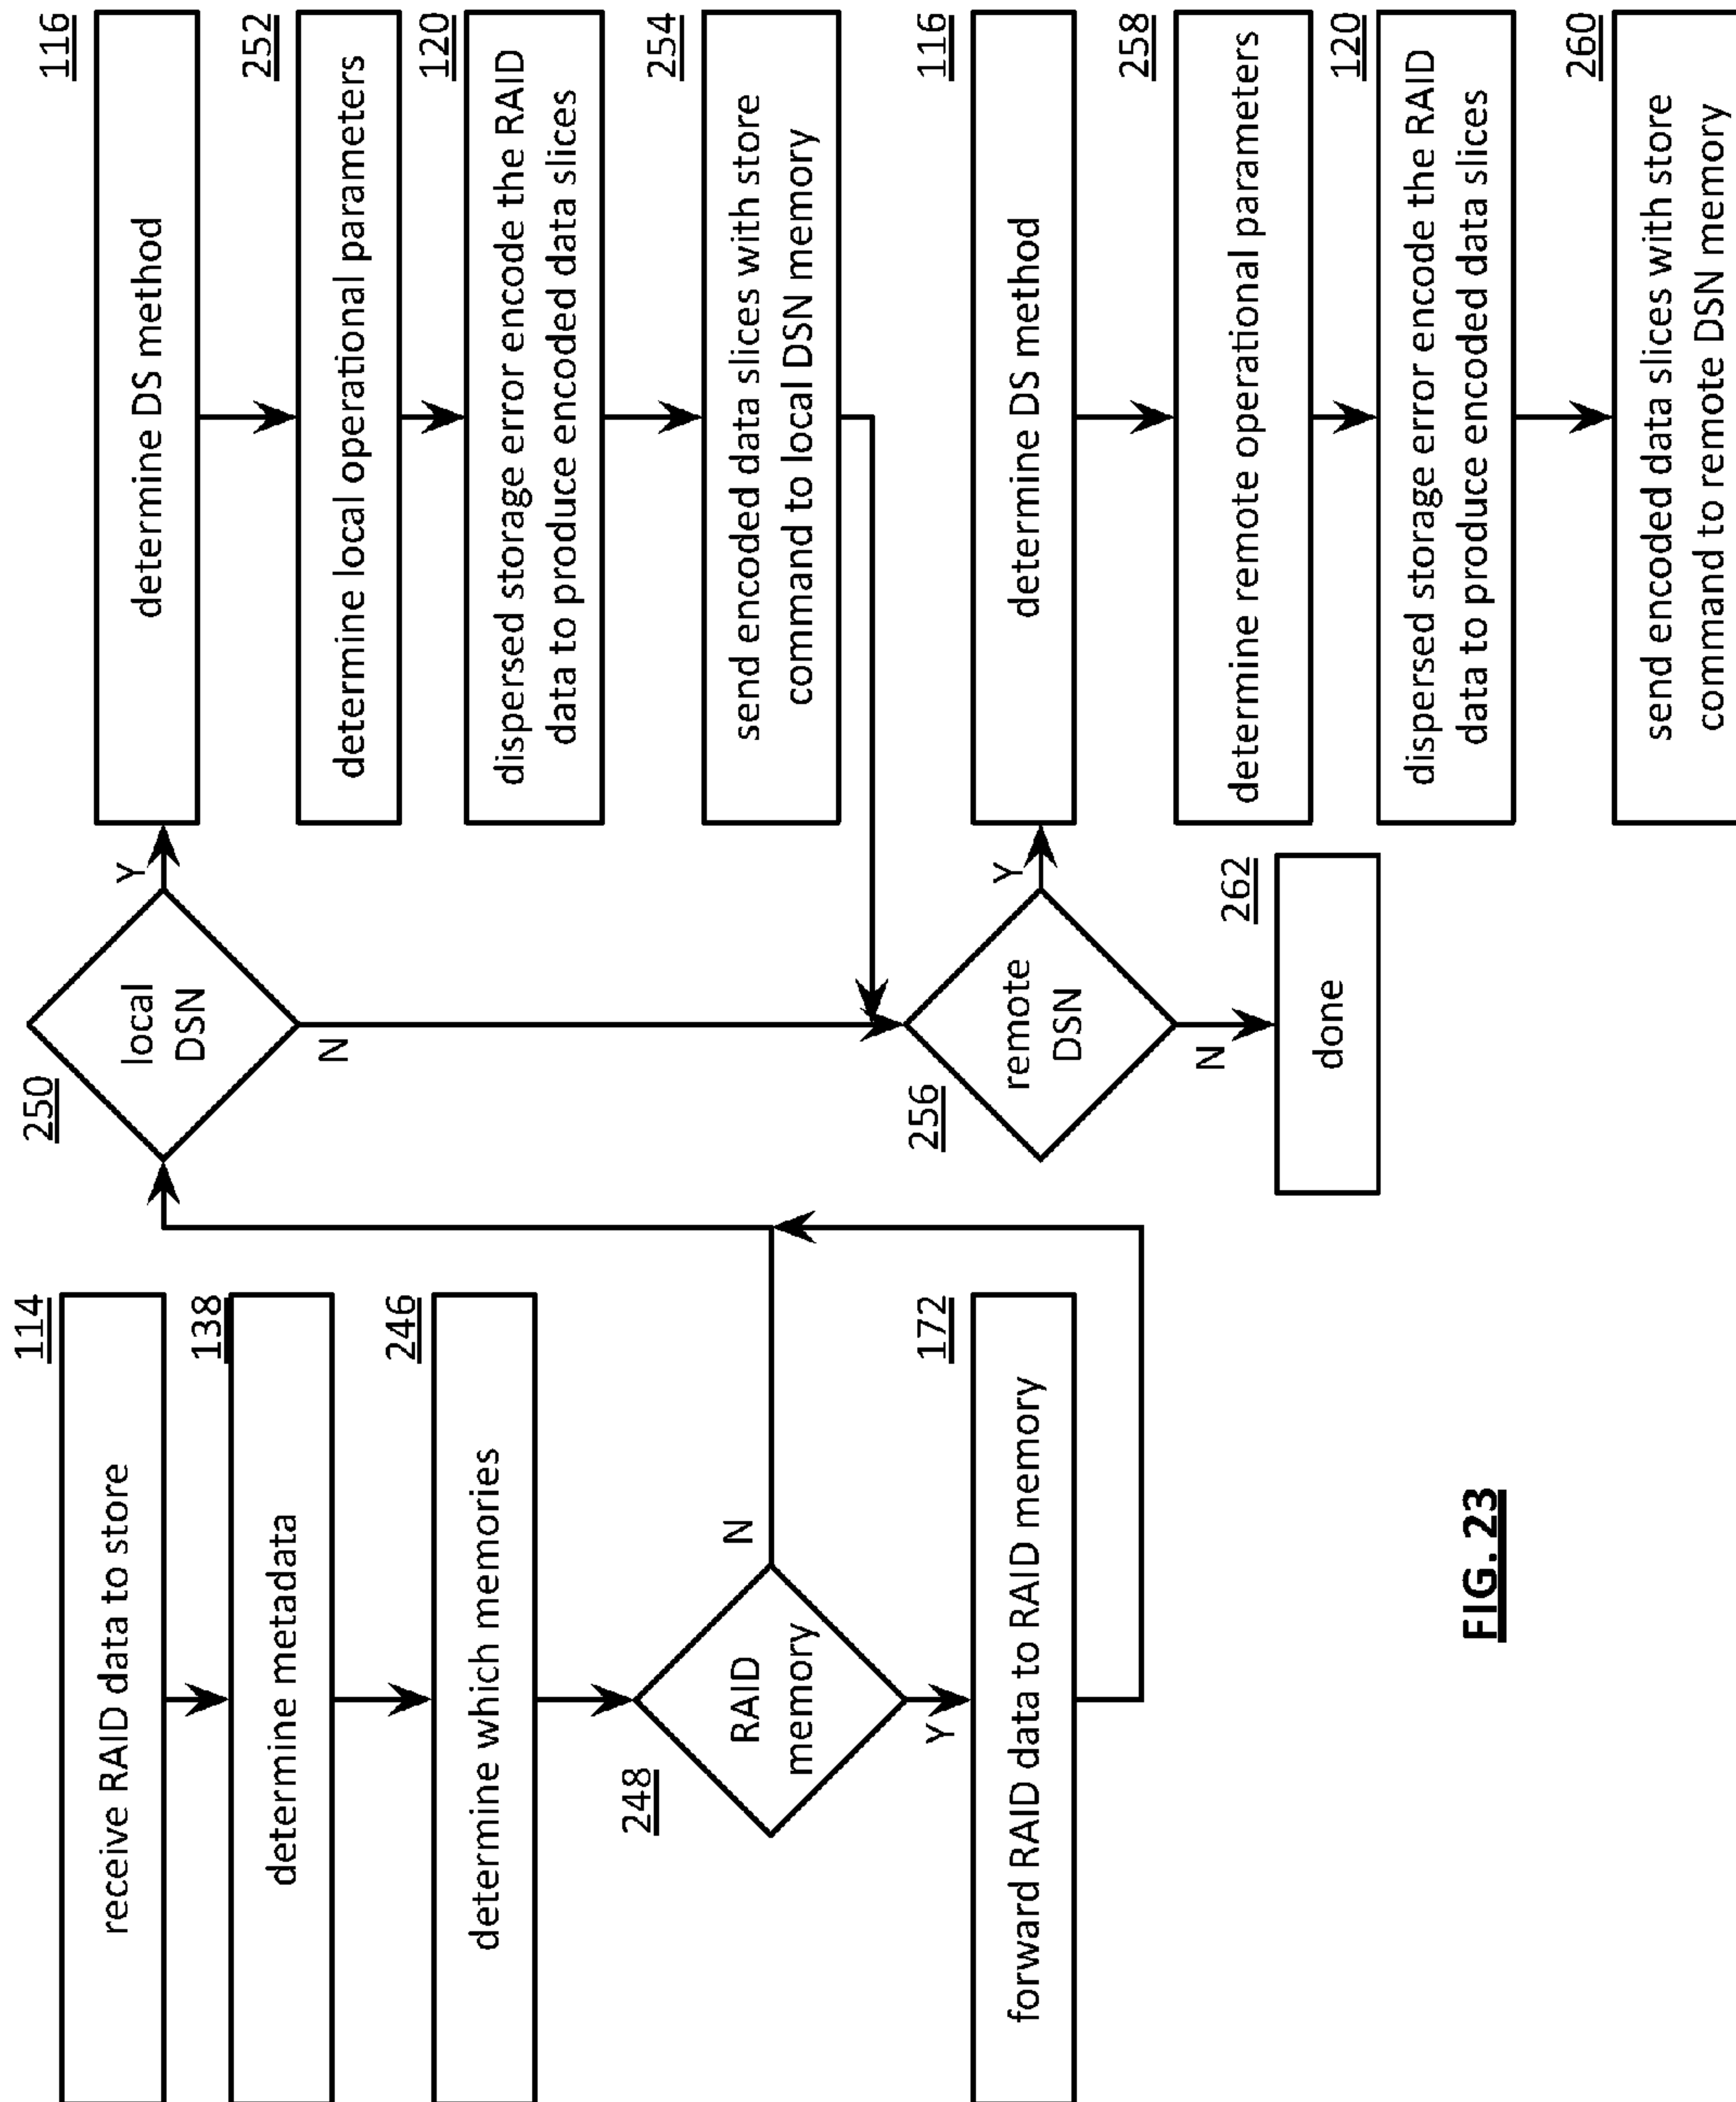 114
receive RAID data to store
138
determine metadata
246
determine which memories
248
RAID
memory
N
Y
172
forward RAID data to RAID memory
250
local
DSN
Y
N
116
determine DS method
252
determine local operational parameters
120
dispersed storage error encode the RAID
data to produce encoded data slices
254
send encoded data slices with store
command to local DSN memory
256
remote
DSN
Y
N
262
done
116
determine DS method
258
determine remote operational parameters
120
dispersed storage error encode the RAID
data to produce encoded data slices
260
send encoded data slices with store
command to remote DSN memory
FIG. 23